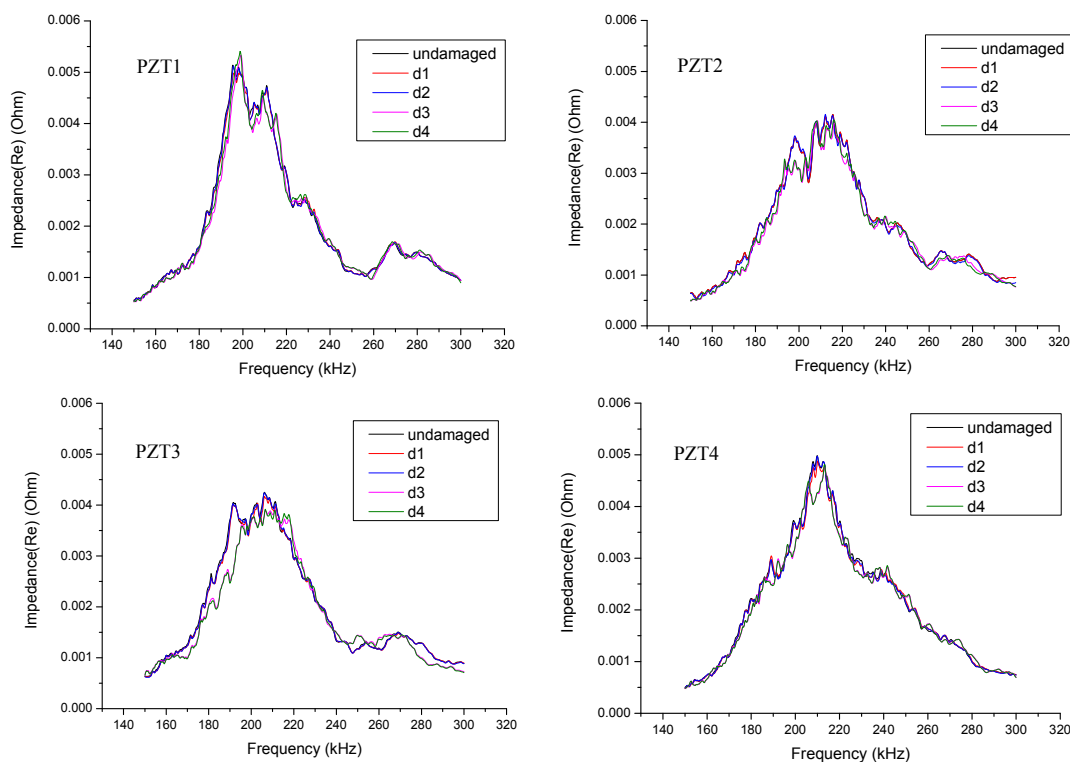 PZT1
undamaged
d1
d2
d3
d4
Impedance(Re) (Ohm)
0.006
0.005
0.004
0.003
0.002
0.001
0.000
140 160 180 200 220 240 260 280 300 320
Frequency (kHz)
PZT2
undamaged
d1
d2
d3
d4
Impedance(Re) (Ohm)
0.006
0.005
0.004
0.003
0.002
0.001
0.000
140 160 180 200 220 240 260 280 300 320
Frequency (kHz)
PZT3
undamaged
d1
d2
d3
d4
Impedance(Re) (Ohm)
0.006
0.005
0.004
0.003
0.002
0.001
0.000
140 160 180 200 220 240 260 280 300 320
Frequency (kHz)
PZT4
undamaged
d1
d2
d3
d4
Impedance(Re) (Ohm)
0.006
0.005
0.004
0.003
0.002
0.001
0.000
140 160 180 200 220 240 260 280 300 320
Frequency (kHz)